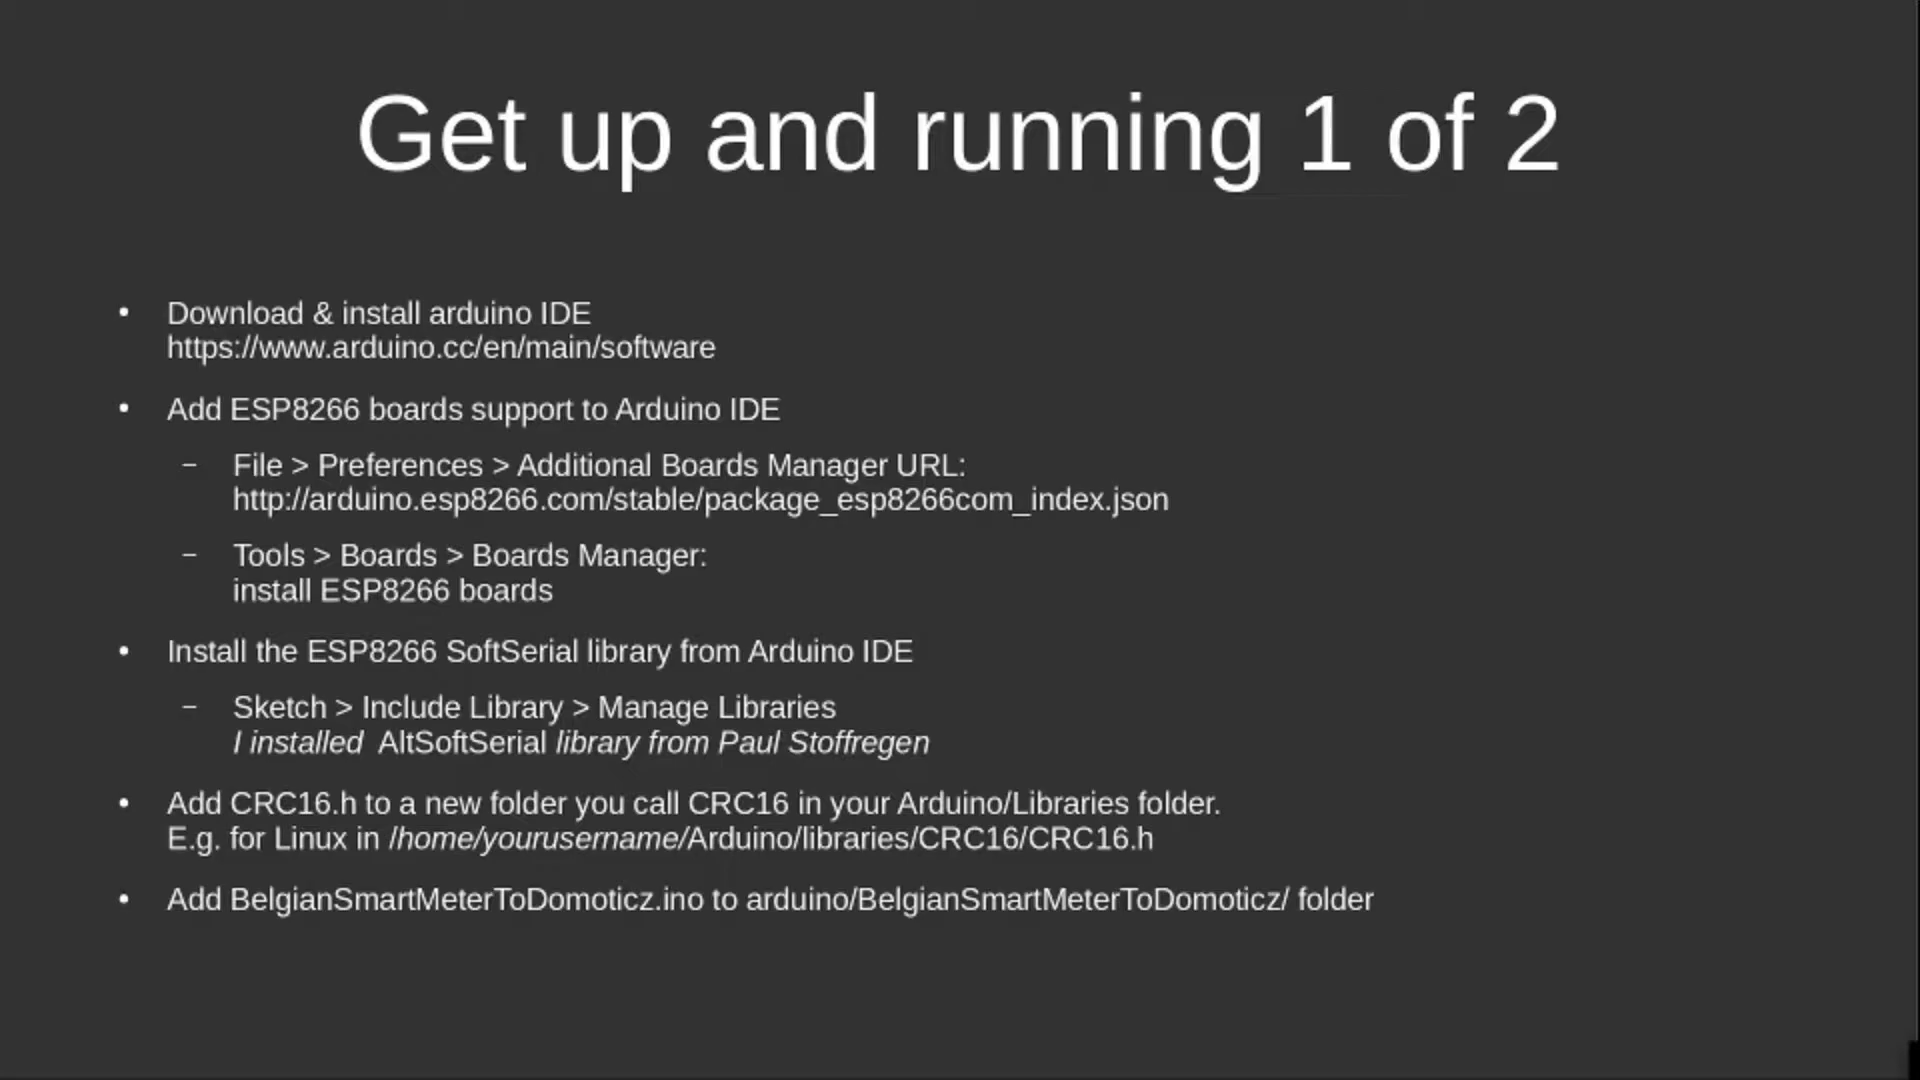 Get up and running 1 of 2
• Download & install arduino IDE
https://www.arduino.cc/en/main/software
• Add ESP8266 boards support to Arduino IDE
– File > Preferences > Additional Boards Manager URL:
http://arduino.esp8266.com/stable/package_esp8266com_index.json
– Tools > Boards > Boards Manager:
install ESP8266 boards
• Install the ESP8266 SoftSerial library from Arduino IDE
– Sketch > Include Library > Manage Libraries
I installed AltSoftSerial library from Paul Stoffregen
• Add CRC16.h to a new folder you call CRC16 in your Arduino/Libraries folder.
E.g. for Linux in /home/yourusername/Arduino/libraries/CRC16/CRC16.h
• Add BelgianSmartMeterToDomoticz.ino to arduino/BelgianSmartMeterToDomoticz/ folder